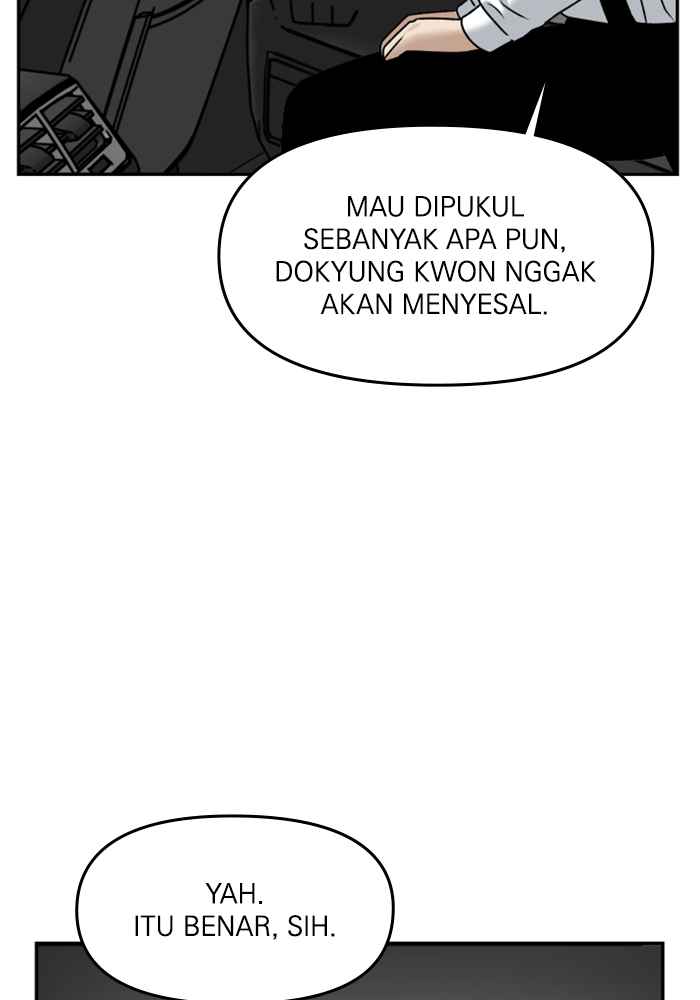 MAU DIPUKUL
SEBANYAK APA PUN,
DOKYUNG KWON NGGAK
AKAN MENYESAL.
YAH.
ITU BENAR, SIH.